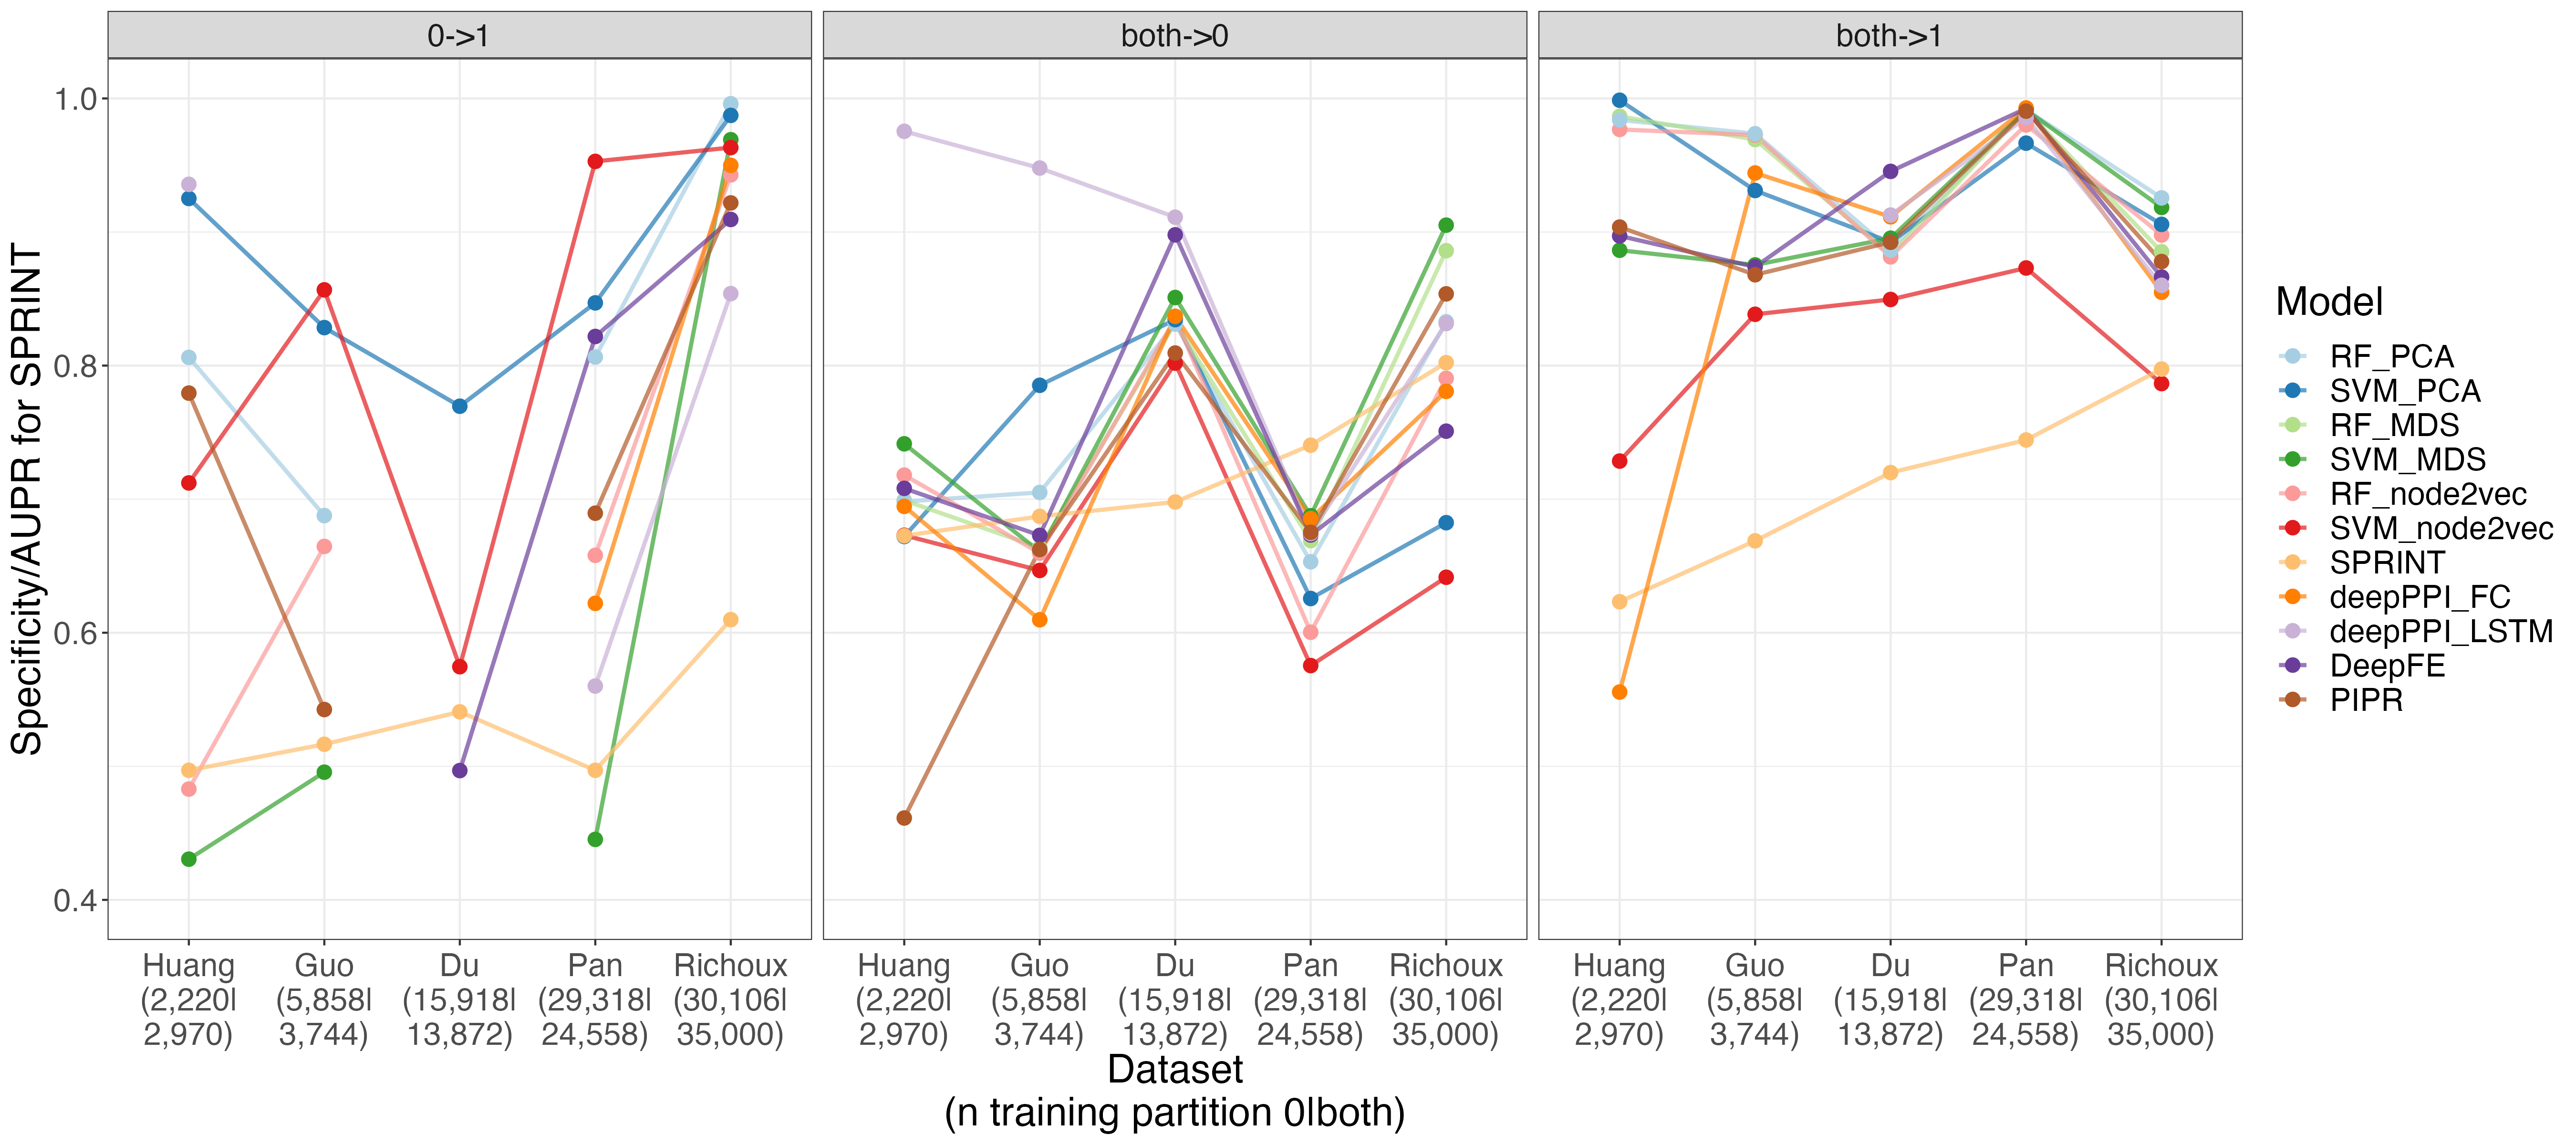 0->1
both->0
both->1
Specificity/AUPR for SPRINT
1.0
0.8
0.6
0.4
Huang
(2,220|
2,970)
Guo
(5,858|
3,744)
Du
(15,918|
13,872)
Pan
(29,318|
24,558)
Richoux
(30,106|
35,000)
Huang
(2,220|
2,970)
Guo
(5,858|
3,744)
Du
(15,918|
13,872)
Pan
(29,318|
24,558)
Richoux
(30,106|
35,000)
Huang
(2,220|
2,970)
Guo
(5,858|
3,744)
Du
(15,918|
13,872)
Pan
(29,318|
24,558)
Richoux
(30,106|
35,000)
Dataset
(n training partition 0|both)
Model
RF_PCA
SVM_PCA
RF_MDS
SVM_MDS
RF_node2vec
SVM_node2vec
SPRINT
deepPPI_FC
deepPPI_LSTM
DeepFE
PIPR